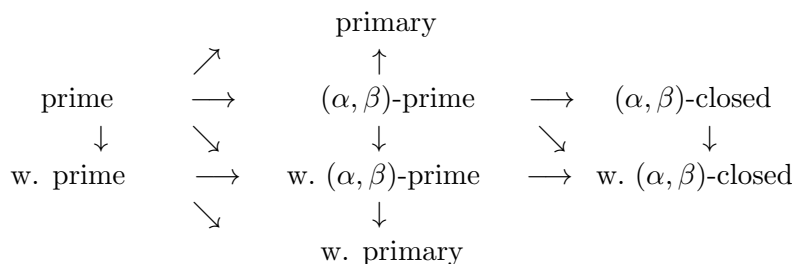 primary
prime (α, β)-prime (α, β)-closed
w. prime w. (α, β)-prime w. (α, β)-closed
w. primary